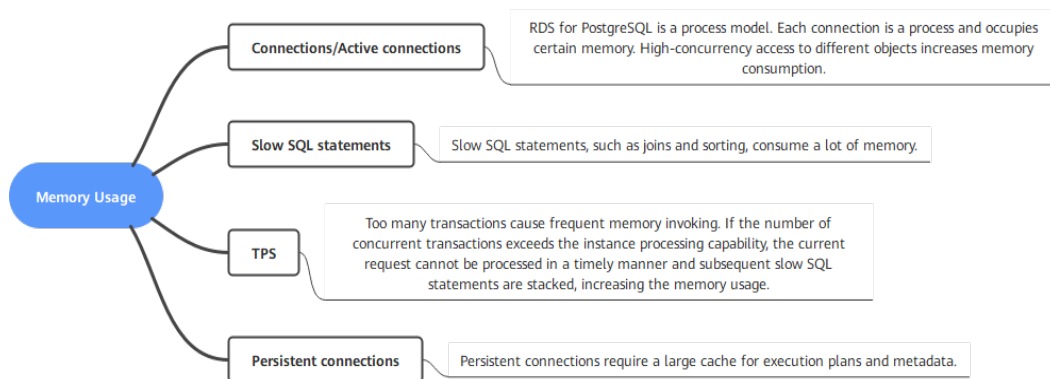 Memory Usage
Connections/Active connections
RDS for PostgreSQL is a process model. Each connection is a process and occupies
certain memory. High-concurrency access to different objects increases memory
consumption.
Slow SQL statements
Slow SQL statements, such as joins and sorting, consume a lot of memory.
TPS
Too many transactions cause frequent memory invoking. If the number of
concurrent transactions exceeds the instance processing capability, the current
request cannot be processed in a timely manner and subsequent slow SQL
statements are stacked, increasing the memory usage.
Persistent connections
Persistent connections require a large cache for execution plans and metadata.